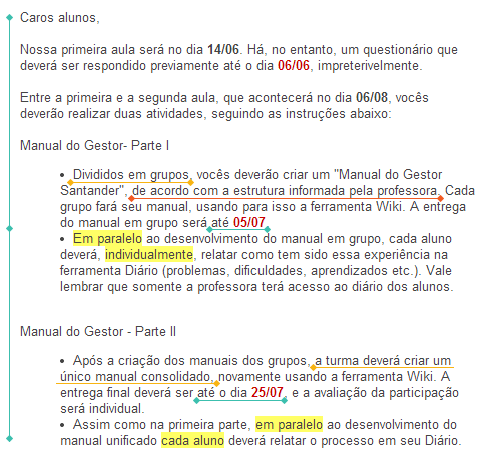 Caros alunos,
Nossa primeira aula será no dia 14/06. Há, no entanto, um questionário que
deverá ser respondido previamente até o dia 06/06, impreterivelmente.
Entre a primeira e a segunda aula, que acontecerá no dia 06/08, vocês
deverão realizar duas atividades, seguindo as instruções abaixo:
Manual do Gestor- Parte I
• Divididos em grupos, vocês deverão criar um "Manual do Gestor
Santander", de acordo com a estrutura informada pela professora. Cada
grupo fará seu manual, usando para isso a ferramenta Wiki. A entrega
do manual em grupo será até 05/07.
• Em paralelo ao desenvolvimento do manual em grupo, cada aluno
deverá, individualmente, relatar como tem sido essa experiência na
ferramenta Diário (problemas, dificuldades, aprendizados etc.). Vale
lembrar que somente a professora terá acesso ao diário dos alunos.
Manual do Gestor - Parte II
• Após a criação dos manuais dos grupos, a turma deverá criar um
único manual consolidado, novamente usando a ferramenta Wiki. A
entrega final deverá ser até o dia 25/07, e a avaliação da participação
será individual.
• Assim como na primeira parte, em paralelo ao desenvolvimento do
manual unificado cada aluno deverá relatar o processo em seu Diário.